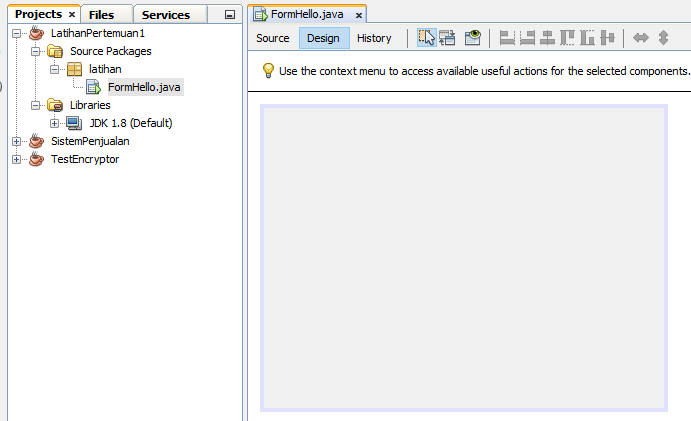 Projects
Files
Services
LatihanPertemuan1
Source Packages
latihan
FormHello.java
Libraries
JDK 1.8 (Default)
SistemPenjualan
TestEncryptor
FormHello.java
Source
Design
History
Use the context menu to access available useful actions for the selected components.